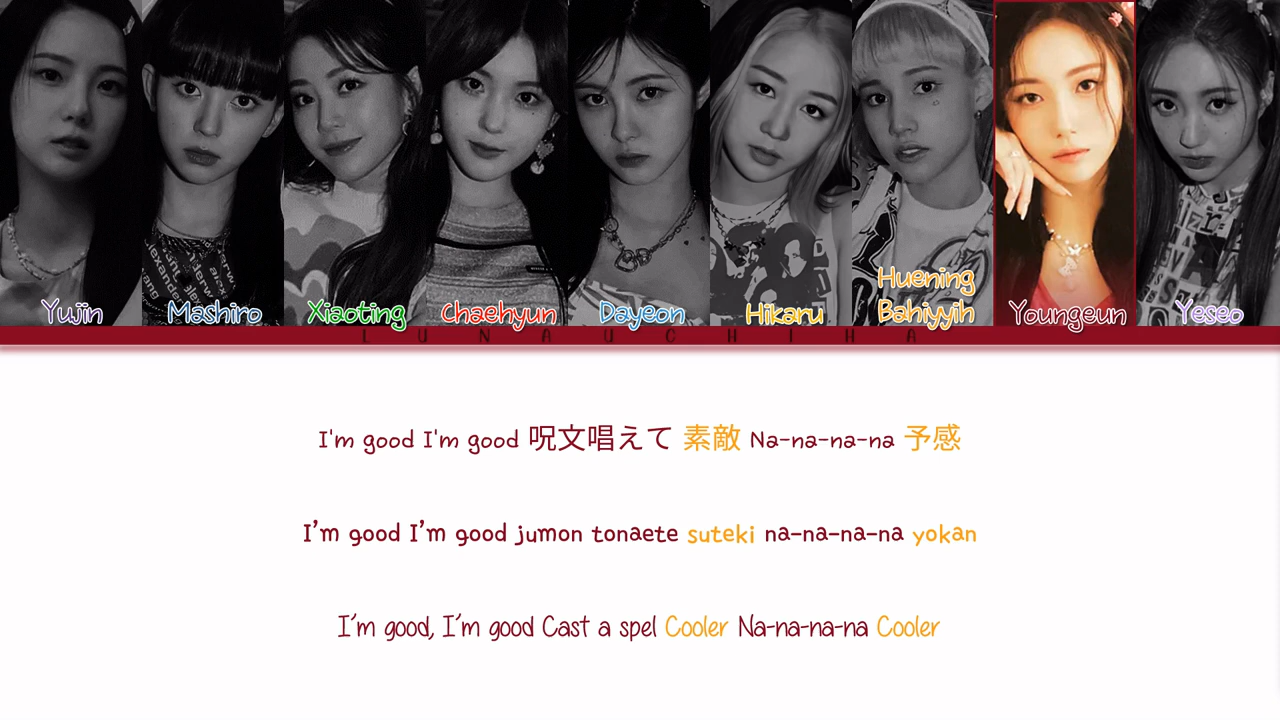 Yujin
Mashiro
Xiaoting
Chaehyun
Dayeon
Hikaru
Huening
Bahiyyih
Youngeun
Yeseo
L U N A U C H I H A
I'm good I'm good 呪文唱えて 素敵 Na-na-na-na 予感
I'm good I'm good jumon tonaete suteki na-na-na-na yokan
I'm good, I'm good Cast a spel Cooler Na-na-na-na Cooler